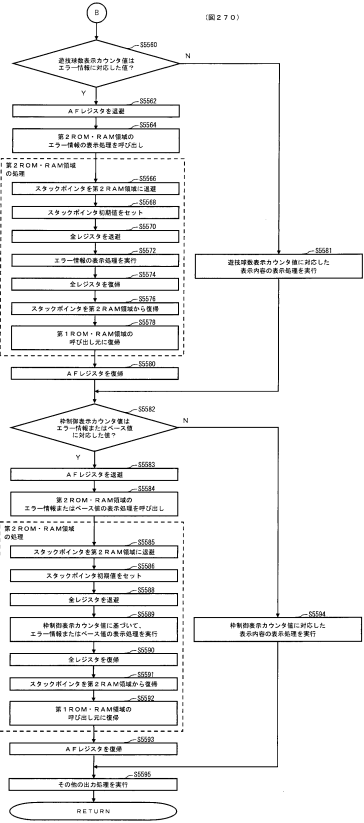 B
(図270)
S5560
遊技球数表示カウンタ値は
エラー情報に対応した値？
N
Y
S5562
AFレジスタを退避
S5564
第2ROM・RAM領域の
エラー情報の表示処理を呼び出し
第2ROM・RAM領域
の処理
S5566
スタックポインタを第2RAM領域に退避
S5568
スタックポインタ初期値をセット
S5570
全レジスタを退避
S5572
エラー情報の表示処理を実行
S5574
全レジスタを復帰
S5576
スタックポインタを第2RAM領域から復帰
S5578
第1ROM・RAM領域の
呼び出し元に復帰
S5580
AFレジスタを復帰
S5581
遊技球数表示カウンタ値に対応した
表示内容の表示処理を実行
S5582
枠制御表示カウンタ値は
エラー情報またはベース値
に対応した値？
N
Y
S5583
AFレジスタを退避
S5584
第2ROM・RAM領域の
エラー情報またはベース値の表示処理を呼び出し
第2ROM・RAM領域
の処理
S5585
スタックポインタを第2RAM領域に退避
S5586
スタックポインタ初期値をセット
S5588
全レジスタを退避
S5589
枠制御表示カウンタ値に基づいて、
エラー情報またはベース値の表示処理を実行
S5590
全レジスタを復帰
S5591
スタックポインタを第2RAM領域から復帰
S5592
第1ROM・RAM領域の
呼び出し元に復帰
S5593
AFレジスタを復帰
S5594
枠制御表示カウンタ値に対応した
表示内容の表示処理を実行
S5595
その他の出力処理を実行
RETURN